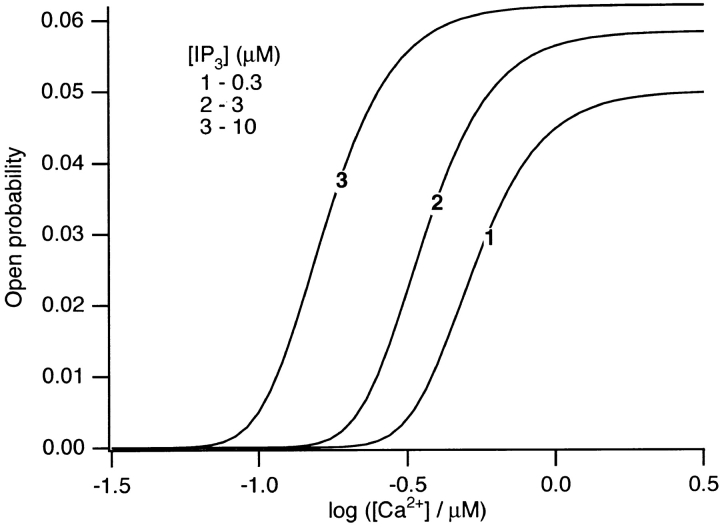 0.06
[IP₃] (μM)
1 - 0.3
0.05
2 - 3
3 - 10
0.04
3
2
0.03
1
Open probability
0.02
0.01
0.00
-1.5 -1.0 -0.5 0.0 0.5
log ([Ca²⁺] / μM)